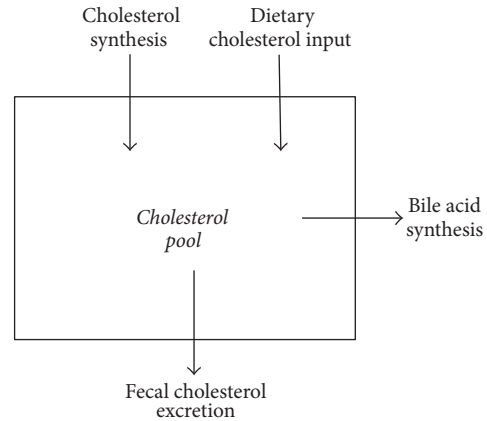 Cholesterol
synthesis
Dietary
cholesterol input
Cholesterol
pool
Bile acid
synthesis
Fecal cholesterol
excretion